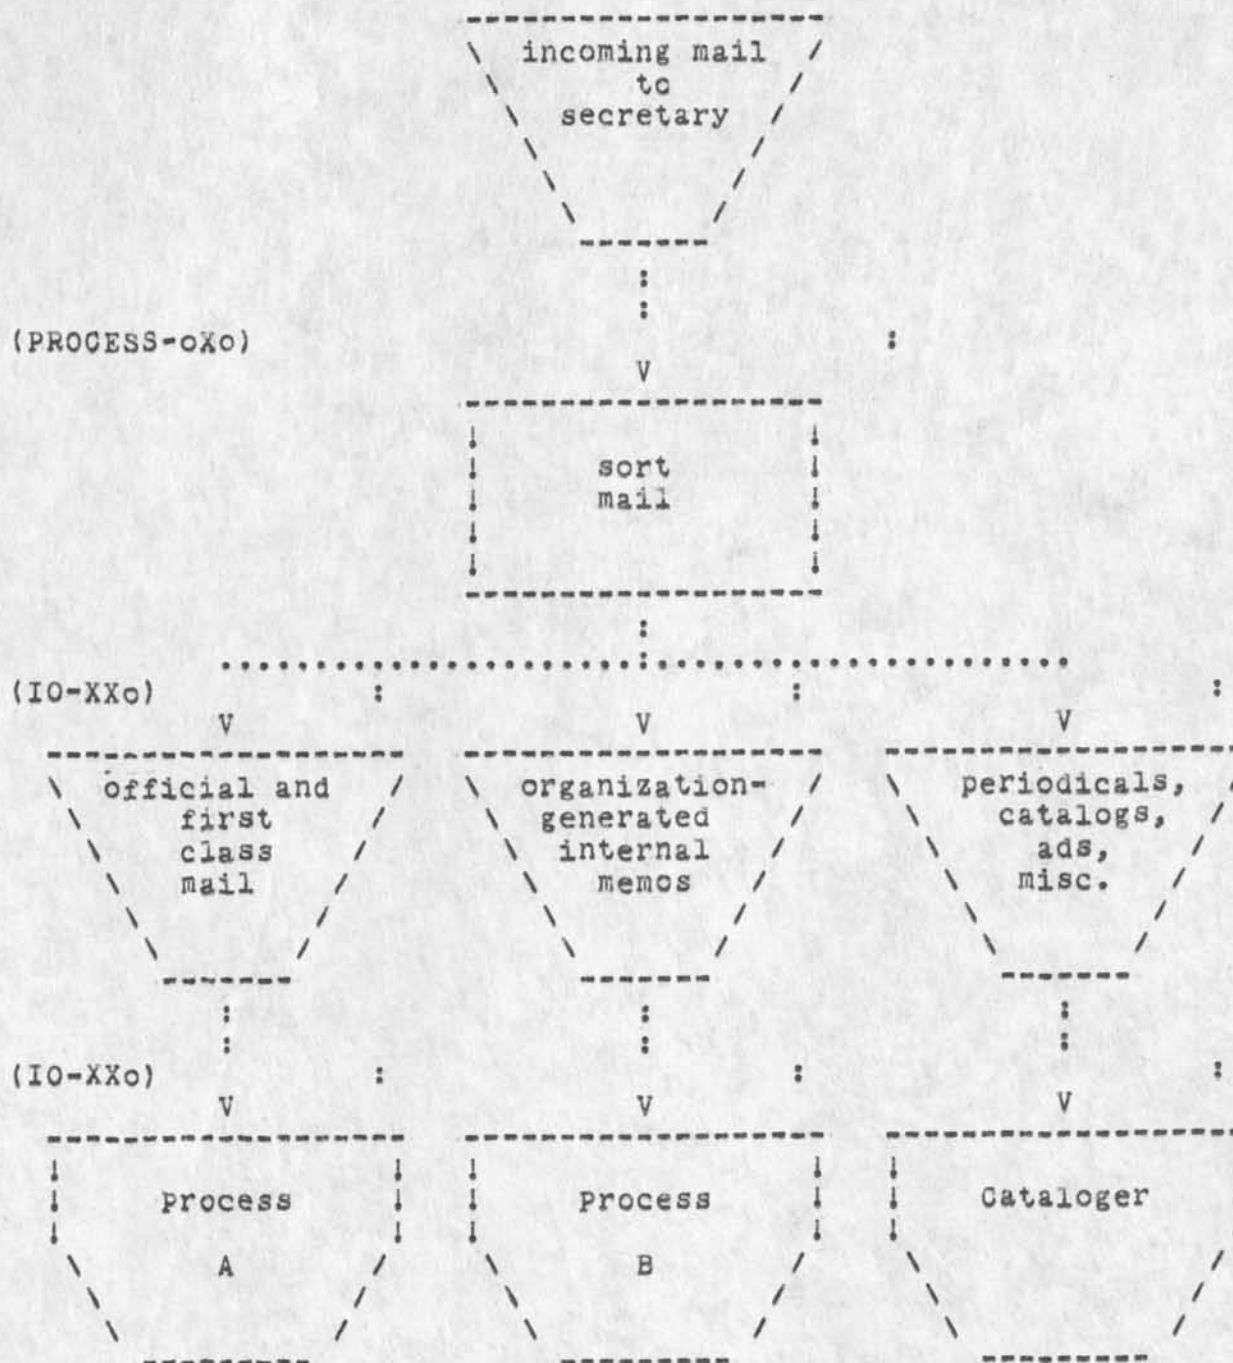 incoming mail
to
secretary
(PROCESS-oXo)
V
sort
mail
(IO-XXo)
V V V
official and organization- periodicals,
first generated catalogs,
class internal ads,
mail memos misc.
(IO-XXo)
V V V
Process Process Cataloger
A B